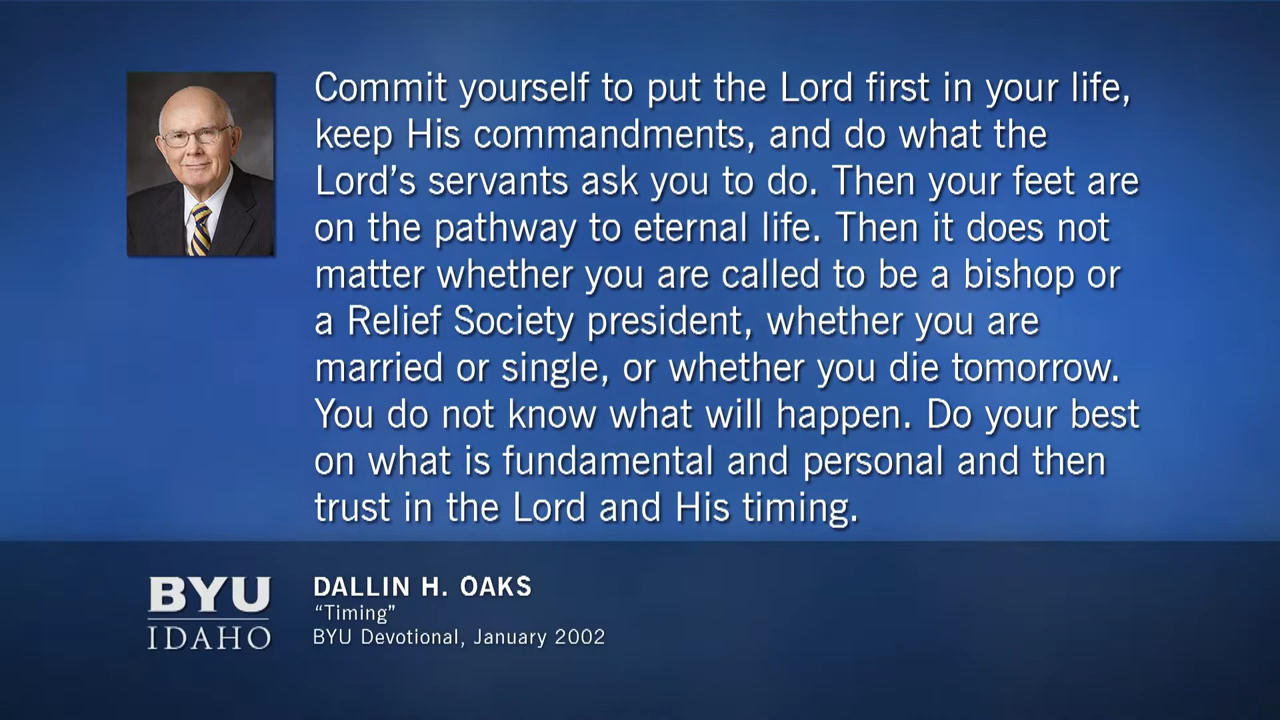 Commit yourself to put the Lord first in your life,
keep His commandments, and do what the
Lord’s servants ask you to do. Then your feet are
on the pathway to eternal life. Then it does not
matter whether you are called to be a bishop or
a Relief Society president, whether you are
married or single, or whether you die tomorrow.
You do not know what will happen. Do your best
on what is fundamental and personal and then
trust in the Lord and His timing.
BYU
IDAHO
DALLIN H. OAKS
“Timing”
BYU Devotional, January 2002